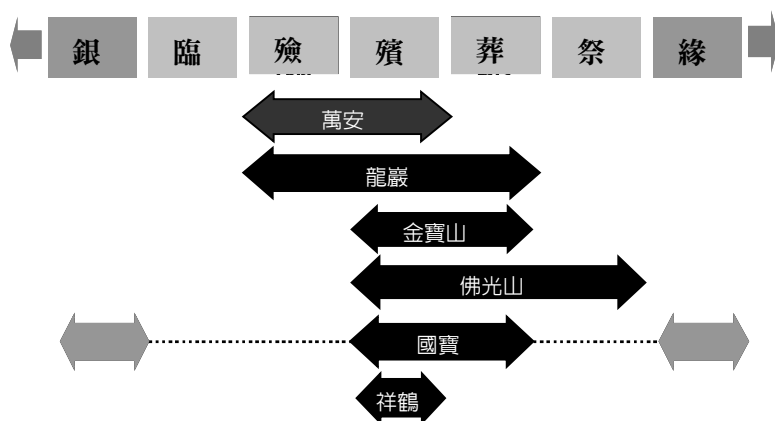 銀 臨 殮 殯 葬 祭 緣
萬安
龍巖
金寶山
佛光山
國寶
祥鶴